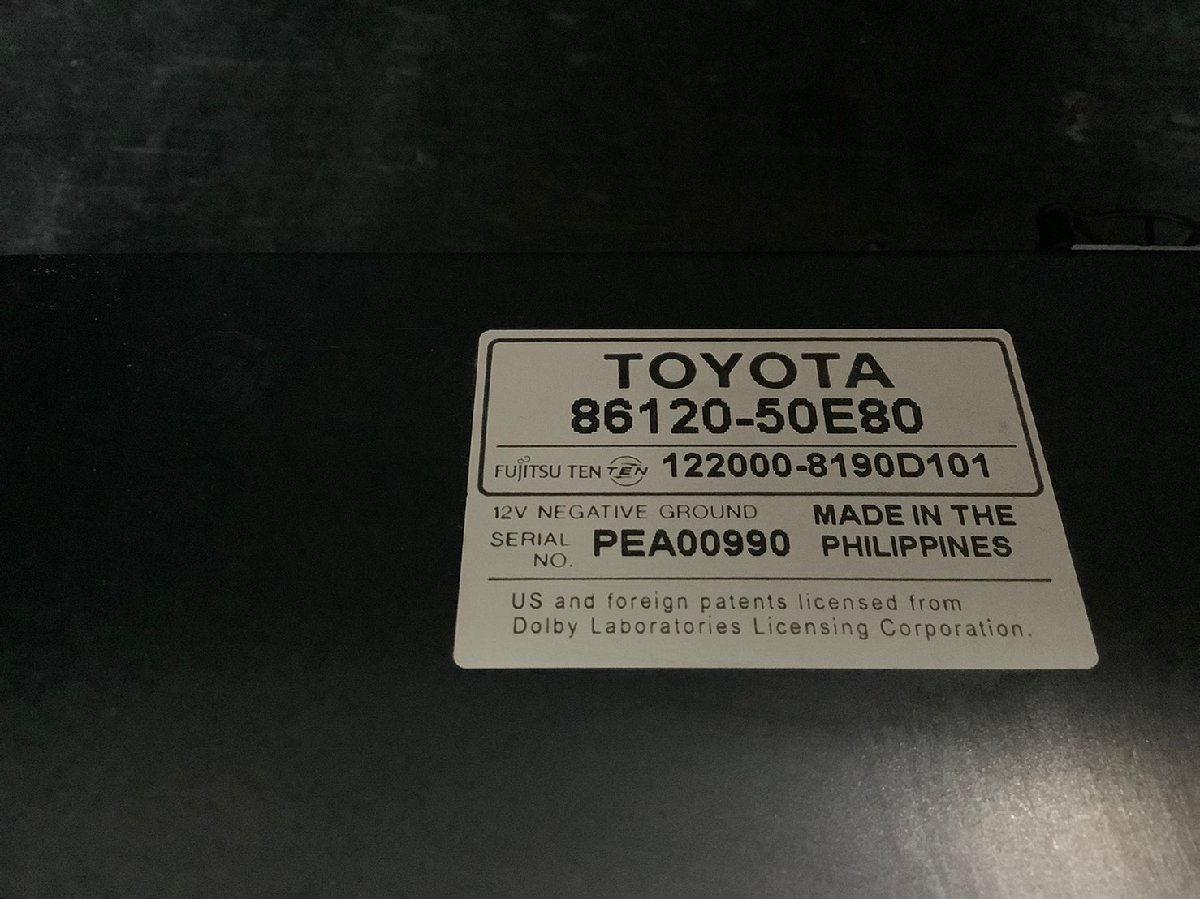 TOYOTA
86120-50E80
FUJITSU TEN TEN 122000-8190D101
12V NEGATIVE GROUND MADE IN THE
SERIAL NO. PEA00990 PHILIPPINES
US and foreign patents licensed from
Dolby Laboratories Licensing Corporation.